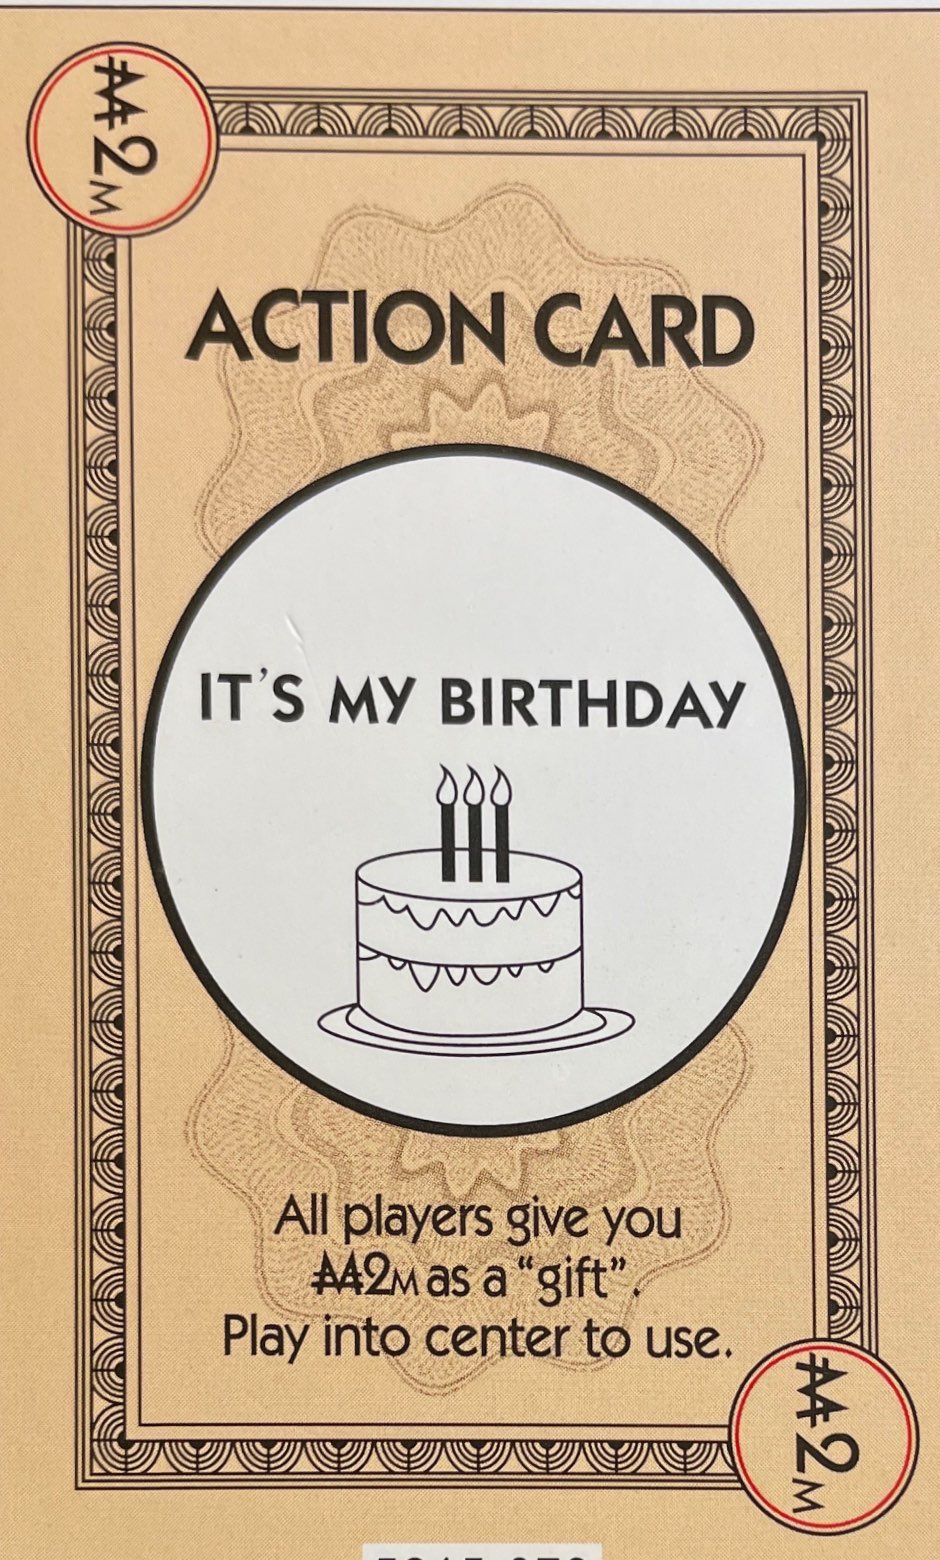 ₩2M
ACTION CARD
IT'S MY BIRTHDAY
All players give you
₩2M as a “gift”.
Play into center to use.
₩2M